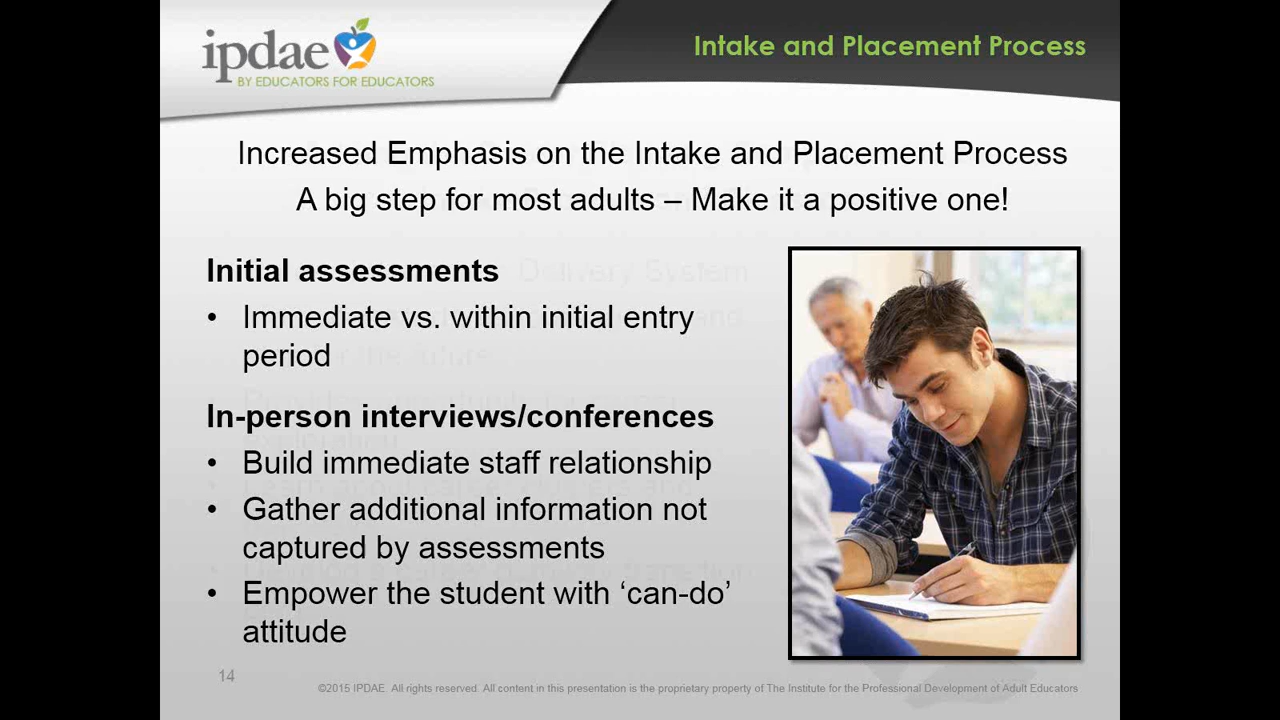 ipdae
BY EDUCATORS FOR EDUCATORS
Intake and Placement Process
Increased Emphasis on the Intake and Placement Process
A big step for most adults – Make it a positive one!
Initial assessments
• Immediate vs. within initial entry
period
In-person interviews/conferences
• Build immediate staff relationship
• Gather additional information not
captured by assessments
• Empower the student with ‘can-do’
attitude
14
©2015 IPDAE. All rights reserved. All content in this presentation is the proprietary property of The Institute for the Professional Development of Adult Educators